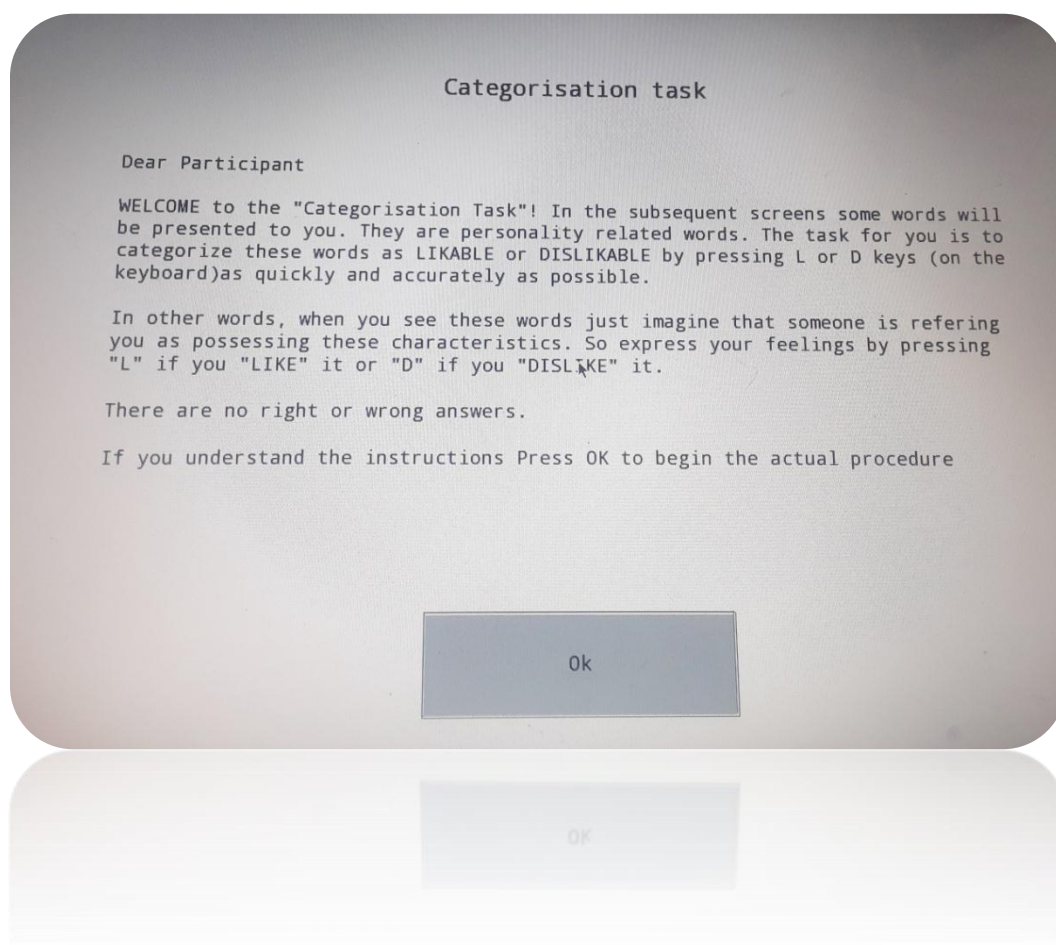 Categorisation task
Dear Participant
WELCOME to the "Categorisation Task"! In the subsequent screens some words will
be presented to you. They are personality related words. The task for you is to
categorize these words as LIKABLE or DISLIKABLE by pressing L or D keys (on the
keyboard)as quickly and accurately as possible.
In other words, when you see these words just imagine that someone is refering
you as possessing these characteristics. So express your feelings by pressing
"L" if you "LIKE" it or "D" if you "DISLIKE" it.
There are no right or wrong answers.
If you understand the instructions Press OK to begin the actual procedure
Ok